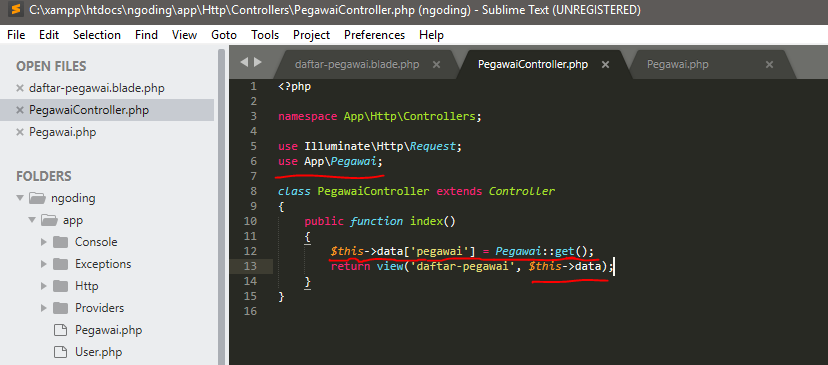 C:\xampp\htdocs\ngoding\app\Http\Controllers\PegawaiController.php (ngoding) - Sublime Text (UNREGISTERED)
File Edit Selection Find View Goto Tools Project Preferences Help
OPEN FILES
daftar-pegawai.blade.php
PegawaiController.php
Pegawai.php
FOLDERS
ngoding
app
Console
Exceptions
Http
Providers
Pegawai.php
User.php
daftar-pegawai.blade.php PegawaiController.php Pegawai.php
1 <?php
2
3 namespace App\Http\Controllers;
4
5 use Illuminate\Http\Request;
6 use App\Pegawai;
7
8 class PegawaiController extends Controller
9 {
10 public function index()
11 {
12 $this->data['pegawai'] = Pegawai::get();
13 return view('daftar-pegawai', $this->data);
14 }
15 }
16